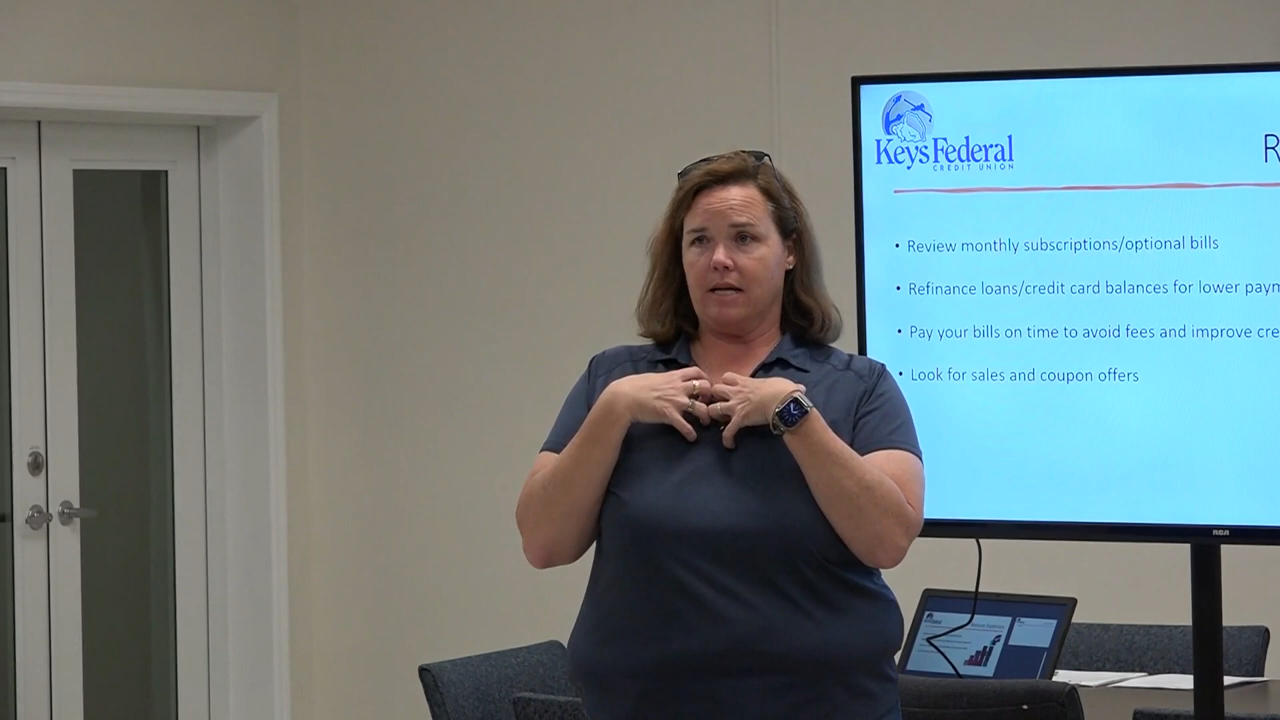 Keys Federal
CREDIT UNION
R
• Review monthly subscriptions/optional bills
• Refinance loans/credit card balances for lower paym
• Pay your bills on time to avoid fees and improve cre
• Look for sales and coupon offers
RCA